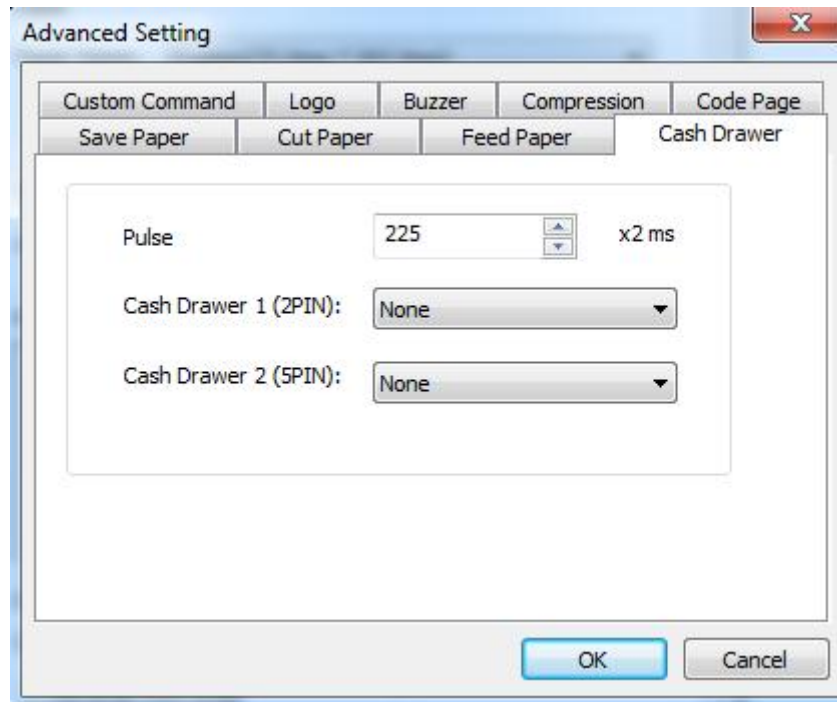 Advanced Setting
Custom Command Logo Buzzer Compression Code Page
Save Paper Cut Paper Feed Paper Cash Drawer
Pulse 225 x2 ms
Cash Drawer 1 (2PIN): None
Cash Drawer 2 (5PIN): None
OK Cancel